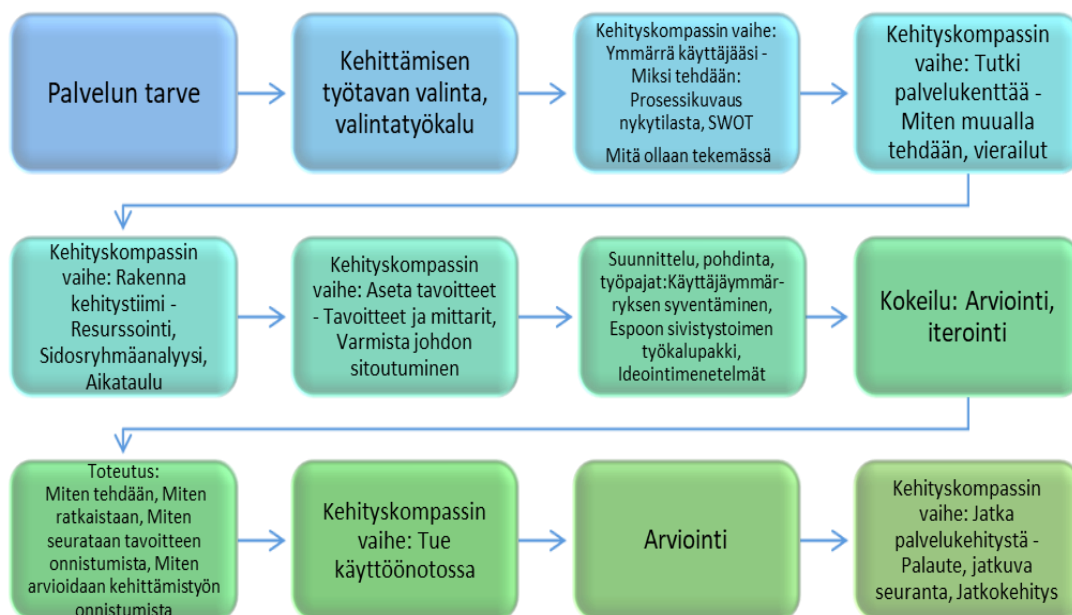 Palvelun tarve
Kehittämisen
työtavan valinta,
valintatyökalu
Kehityskompassin vaihe:
Ymmärrä käyttäjääsi -
Miksi tehdään:
Prosessikuvaus
nykytilasta, SWOT
Mitä ollaan tekemässä
Kehityskompassin
vaihe: Tutki
palvelukenttää -
Miten muualla
tehdään, vierailut
Kehityskompassin
vaihe: Rakenna
kehitystiimi -
Resurssointi,
Sidosryhmäanalyysi,
Aikataulu
Kehityskompassin
vaihe: Aseta tavoitteet
- Tavoitteet ja mittarit,
Varmista johdon
sitoutuminen
Suunnittelu, pohdinta,
työpajat:Käyttäjäymmär-
ryksen syventäminen,
Espoon sivistystoimen
työkalupakki,
Ideointimenetelmät
Kokeilu: Arviointi,
iterointi
Toteutus:
Miten tehdään, Miten
ratkaistaan, Miten
seurataan tavoitteen
onnistumista, Miten
arvioidaan kehittämistyön
onnistumista
Kehityskompassin
vaihe: Tue
käyttöönotossa
Arviointi
Kehityskompassin
vaihe: Jatka
palvelukehitystä -
Palaute, jatkuva
seuranta, Jatkokehitys